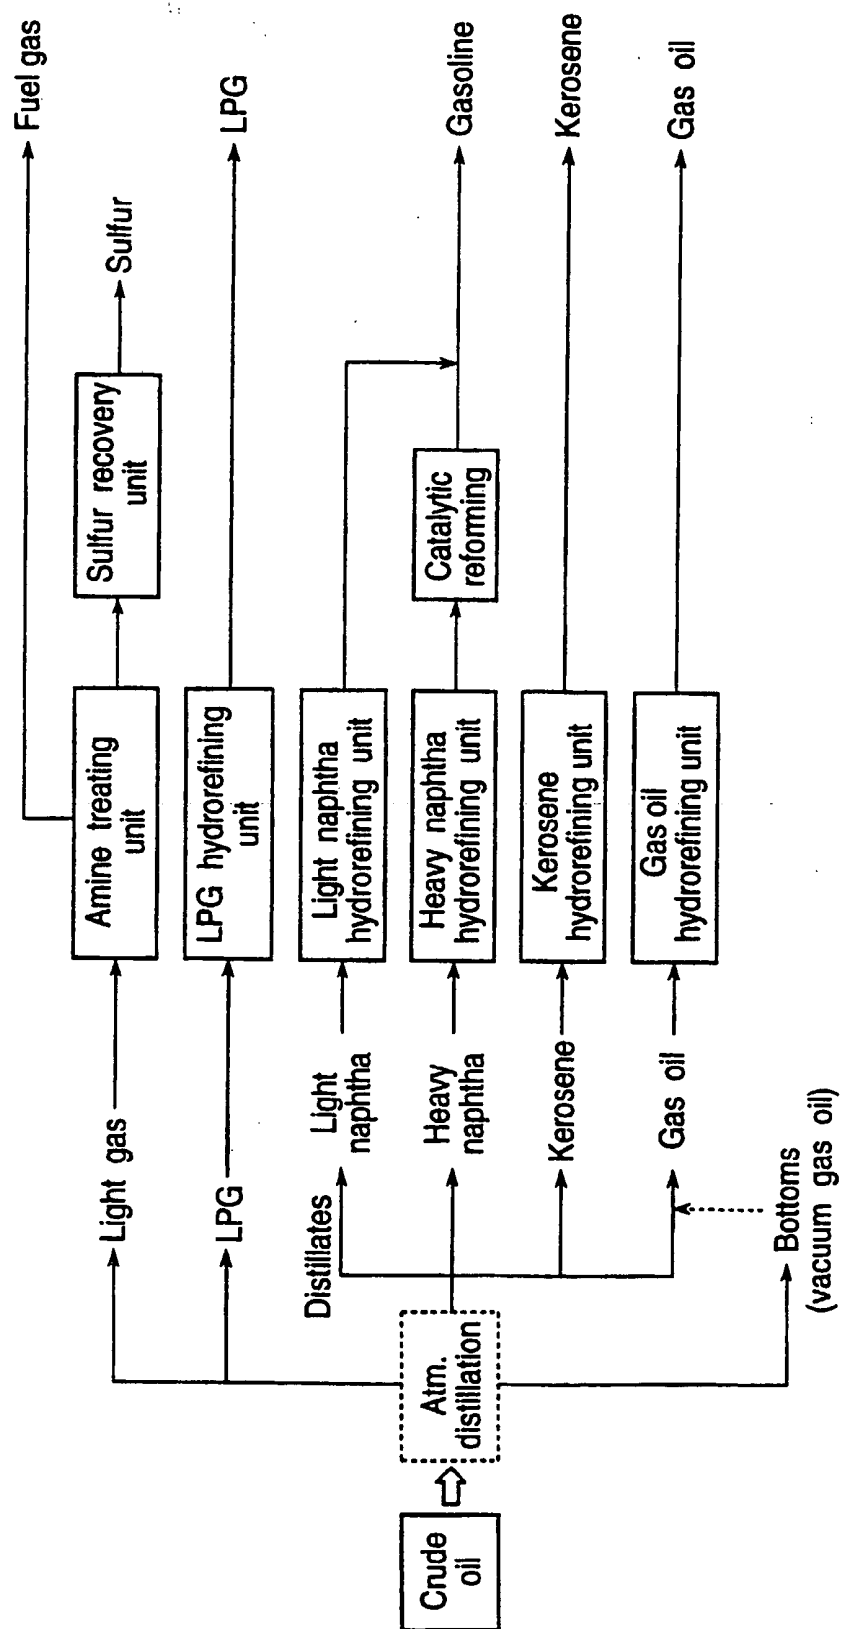 Crude
oil
Atm.
distillation
Distillates
Light gas
LPG
Light
naphtha
Heavy
naphtha
Kerosene
Gas oil
Bottoms
(vacuum gas oil)
Amine treating
unit
LPG hydrorefining
unit
Light naphtha
hydrorefining unit
Heavy naphtha
hydrorefining unit
Kerosene
hydrorefining unit
Gas oil
hydrorefining unit
Sulfur recovery
unit
Catalytic
reforming
Fuel gas
Sulfur
LPG
Gasoline
Kerosene
Gas oil